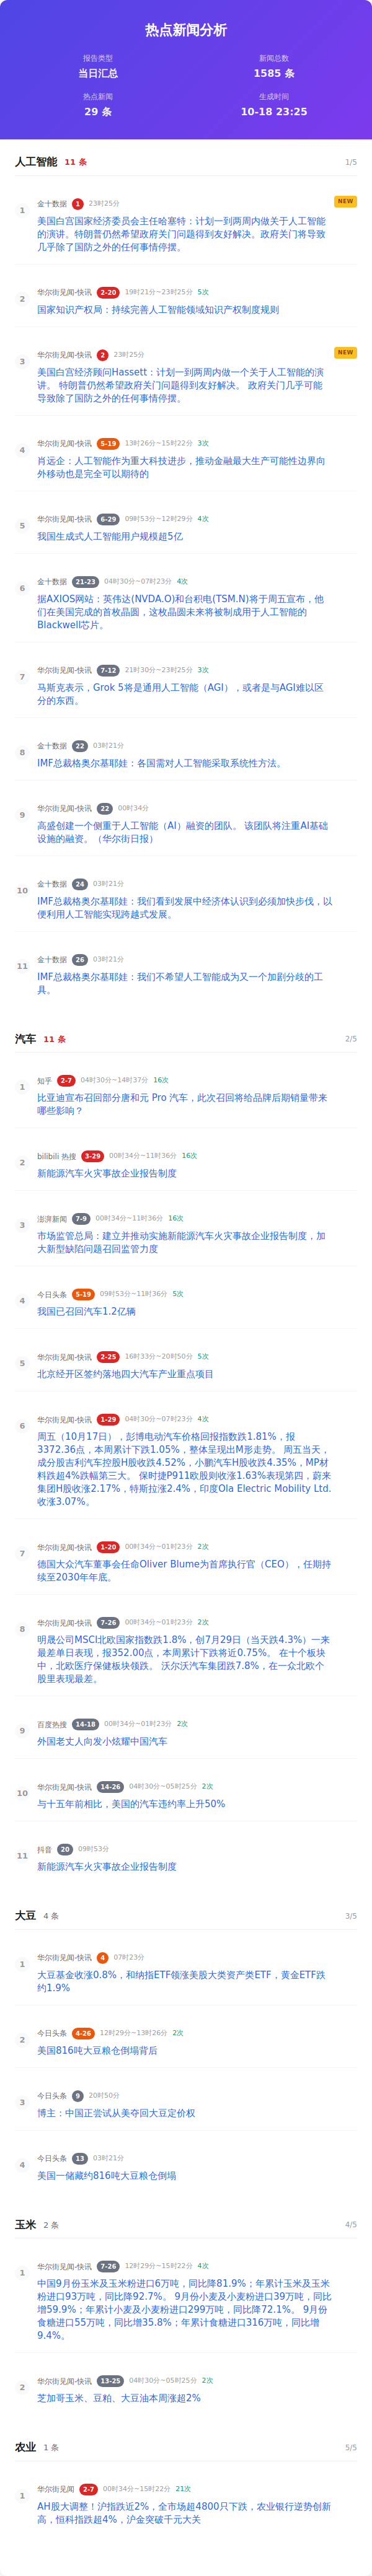 热点新闻分析
报告类型
当日汇总
新闻总数
1585 条
热点新闻
29 条
生成时间
10-18 23:25
人工智能 11 条 1/5
1
金十数据 1 23时25分 NEW
美国白宫国家经济委员会主任哈塞特：计划一到两周内做关于人工智能
的演讲。特朗普仍然希望政府关门问题得到友好解决。政府关门将导致
几乎除了国防之外的任何事情停摆。
2
华尔街见闻-快讯 2-20 19时21分~23时25分 5次
国家知识产权局：持续完善人工智能领域知识产权制度规则
3
华尔街见闻-快讯 2 23时25分 NEW
美国白宫经济顾问Hassett：计划一到两周内做一个关于人工智能的演
讲。 特朗普仍然希望政府关门问题得到友好解决。 政府关门几乎可能
导致除了国防之外的任何事情停摆。
4
华尔街见闻-快讯 5-19 13时26分~15时22分 3次
肖远企：人工智能作为重大科技进步，推动金融最大生产可能性边界向
外移动也是完全可以期待的
5
华尔街见闻-快讯 6-29 09时53分~12时29分 4次
我国生成式人工智能用户规模超5亿
6
金十数据 21-23 04时30分~07时23分 4次
据AXIOS网站：英伟达(NVDA.O)和台积电(TSM.N)将于周五宣布，他
们在美国完成的首枚晶圆，这枚晶圆未来将被制成用于人工智能的
Blackwell芯片。
7
华尔街见闻-快讯 7-12 21时30分~23时25分 3次
马斯克表示，Grok 5将是通用人工智能（AGI），或者是与AGI难以区
分的东西。
8
金十数据 22 03时21分
IMF总裁格奥尔基耶娃：各国需对人工智能采取系统性方法。
9
华尔街见闻-快讯 22 00时34分
高盛创建一个侧重于人工智能（AI）融资的团队。 该团队将注重AI基础
设施的融资。（华尔街日报）
10
金十数据 24 03时21分
IMF总裁格奥尔基耶娃：我们看到发展中经济体认识到必须加快步伐，以
便利用人工智能实现跨越式发展。
11
金十数据 26 03时21分
IMF总裁格奥尔基耶娃：我们不希望人工智能成为又一个加剧分歧的工
具。
汽车 11 条 2/5
1
知乎 2-7 04时30分~14时37分 16次
比亚迪宣布召回部分唐和元 Pro 汽车，此次召回将给品牌后期销量带来
哪些影响？
2
bilibili 热搜 3-29 00时34分~11时36分 16次
新能源汽车火灾事故企业报告制度
3
澎湃新闻 7-9 00时34分~11时36分 16次
市场监管总局：建立并推动实施新能源汽车火灾事故企业报告制度，加
大新型缺陷问题召回监管力度
4
今日头条 5-19 09时53分~11时36分 5次
我国已召回汽车1.2亿辆
5
华尔街见闻-快讯 2-25 16时33分~20时50分 5次
北京经开区签约落地四大汽车产业重点项目
6
华尔街见闻-快讯 1-29 04时30分~07时23分 4次
周五（10月17日），彭博电动汽车价格回报指数跌1.81%，报
3372.36点，本周累计下跌1.05%，整体呈现出M形走势。 周五当天，
成分股吉利汽车控股H股收跌4.52%，小鹏汽车H股收跌4.35%，MP材
料跌超4%跌幅第三大。 保时捷P911欧股则收涨1.63%表现第四，蔚来
集团H股收涨2.17%，特斯拉涨2.4%，印度Ola Electric Mobility Ltd.
收涨3.07%。
7
华尔街见闻-快讯 1-20 00时34分~01时23分 2次
德国大众汽车董事会任命Oliver Blume为首席执行官（CEO），任期持
续至2030年年底。
8
华尔街见闻-快讯 7-26 00时34分~01时23分 2次
明晟公司MSCI北欧国家指数跌1.8%，创7月29日（当天跌4.3%）一来
最差单日表现，报352.00点，本周累计下跌将近0.75%。 在十个板块
中，北欧医疗保健板块领跌。 沃尔沃汽车集团跌7.8%，在一众北欧个
股里表现最差。
9
百度热搜 14-18 00时34分~01时23分 2次
外国老丈人向发小炫耀中国汽车
10
华尔街见闻-快讯 14-26 04时30分~05时25分 2次
与十五年前相比，美国的汽车违约率上升50%
11
抖音 20 09时53分
新能源汽车火灾事故企业报告制度
大豆 4 条 3/5
1
华尔街见闻-快讯 4 07时23分
大豆基金收涨0.8%，和纳指ETF领涨美股大类资产类ETF，黄金ETF跌
约1.9%
2
今日头条 4-26 12时29分~13时26分 2次
美国816吨大豆粮仓倒塌背后
3
今日头条 9 20时50分
博主：中国正尝试从美夺回大豆定价权
4
今日头条 13 03时21分
美国一储藏约816吨大豆粮仓倒塌
玉米 2 条 4/5
1
华尔街见闻-快讯 7-26 12时29分~15时22分 4次
中国9月份玉米及玉米粉进口6万吨，同比降81.9%；年累计玉米及玉米
粉进口93万吨，同比降92.7%。 9月份小麦及小麦粉进口39万吨，同比
增59.9%；年累计小麦及小麦粉进口299万吨，同比降72.1%。 9月份
食糖进口55万吨，同比增35.8%；年累计食糖进口316万吨，同比增
9.4%。
2
华尔街见闻-快讯 13-25 04时30分~05时25分 2次
芝加哥玉米、豆粕、大豆油本周涨超2%
农业 1 条 5/5
1
华尔街见闻 2-7 00时34分~15时22分 21次
AH股大调整！沪指跌近2%，全市场超4800只下跌，农业银行逆势创新
高，恒科指跌超4%，沪金突破千元大关